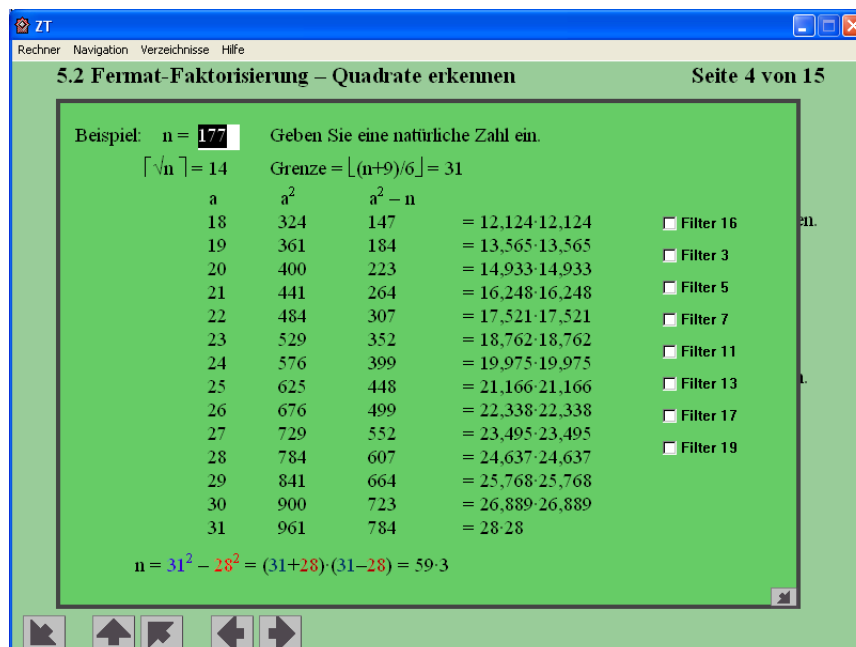 ZT
Rechner Navigation Verzeichnisse Hilfe
5.2 Fermat-Faktorisierung – Quadrate erkennen Seite 4 von 15
Beispiel: n = 177 Geben Sie eine natürliche Zahl ein.
⌈√n⌉ = 14 Grenze = ⌊(n+9)/6⌋ = 31
a a² a² – n
18 324 147 = 12,124·12,124
19 361 184 = 13,565·13,565
20 400 223 = 14,933·14,933
21 441 264 = 16,248·16,248
22 484 307 = 17,521·17,521
23 529 352 = 18,762·18,762
24 576 399 = 19,975·19,975
25 625 448 = 21,166·21,166
26 676 499 = 22,338·22,338
27 729 552 = 23,495·23,495
28 784 607 = 24,637·24,637
29 841 664 = 25,768·25,768
30 900 723 = 26,889·26,889
31 961 784 = 28·28
n = 31² – 28² = (31+28)·(31–28) = 59·3
Filter 16
Filter 3
Filter 5
Filter 7
Filter 11
Filter 13
Filter 17
Filter 19